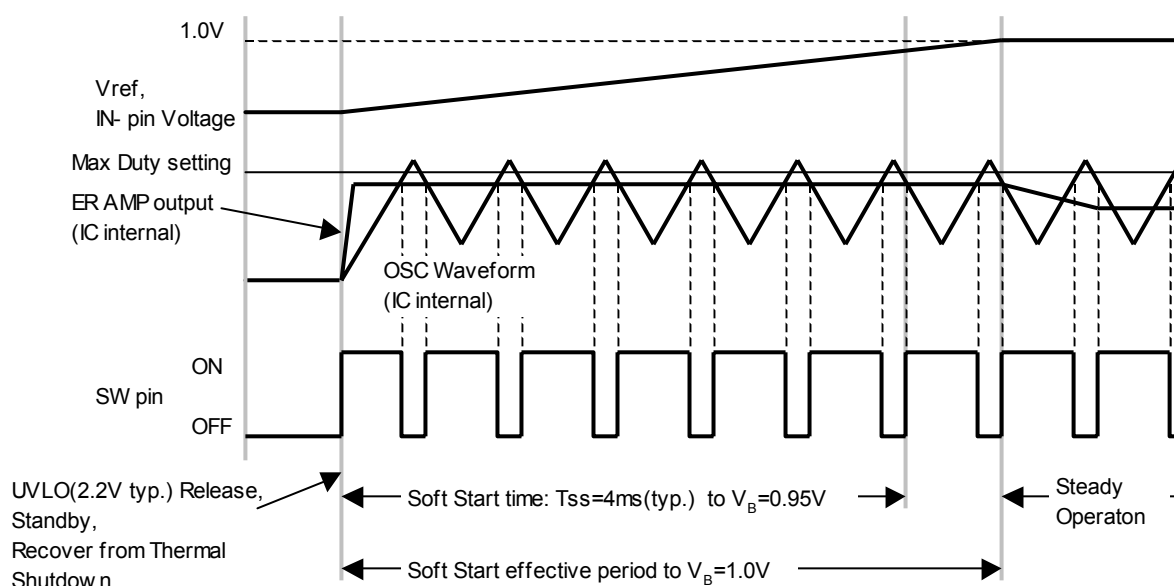 1.0V
Vref,
IN- pin Voltage
Max Duty setting
ER AMP output
(IC internal)
OSC Waveform
(IC internal)
ON
SW pin
OFF
UVLO(2.2V typ.) Release,
Standby,
Recover from Thermal
Shutdown
Soft Start time: Tss=4ms(typ.) to VB=0.95V
Steady
Operaton
Soft Start effective period to VB=1.0V